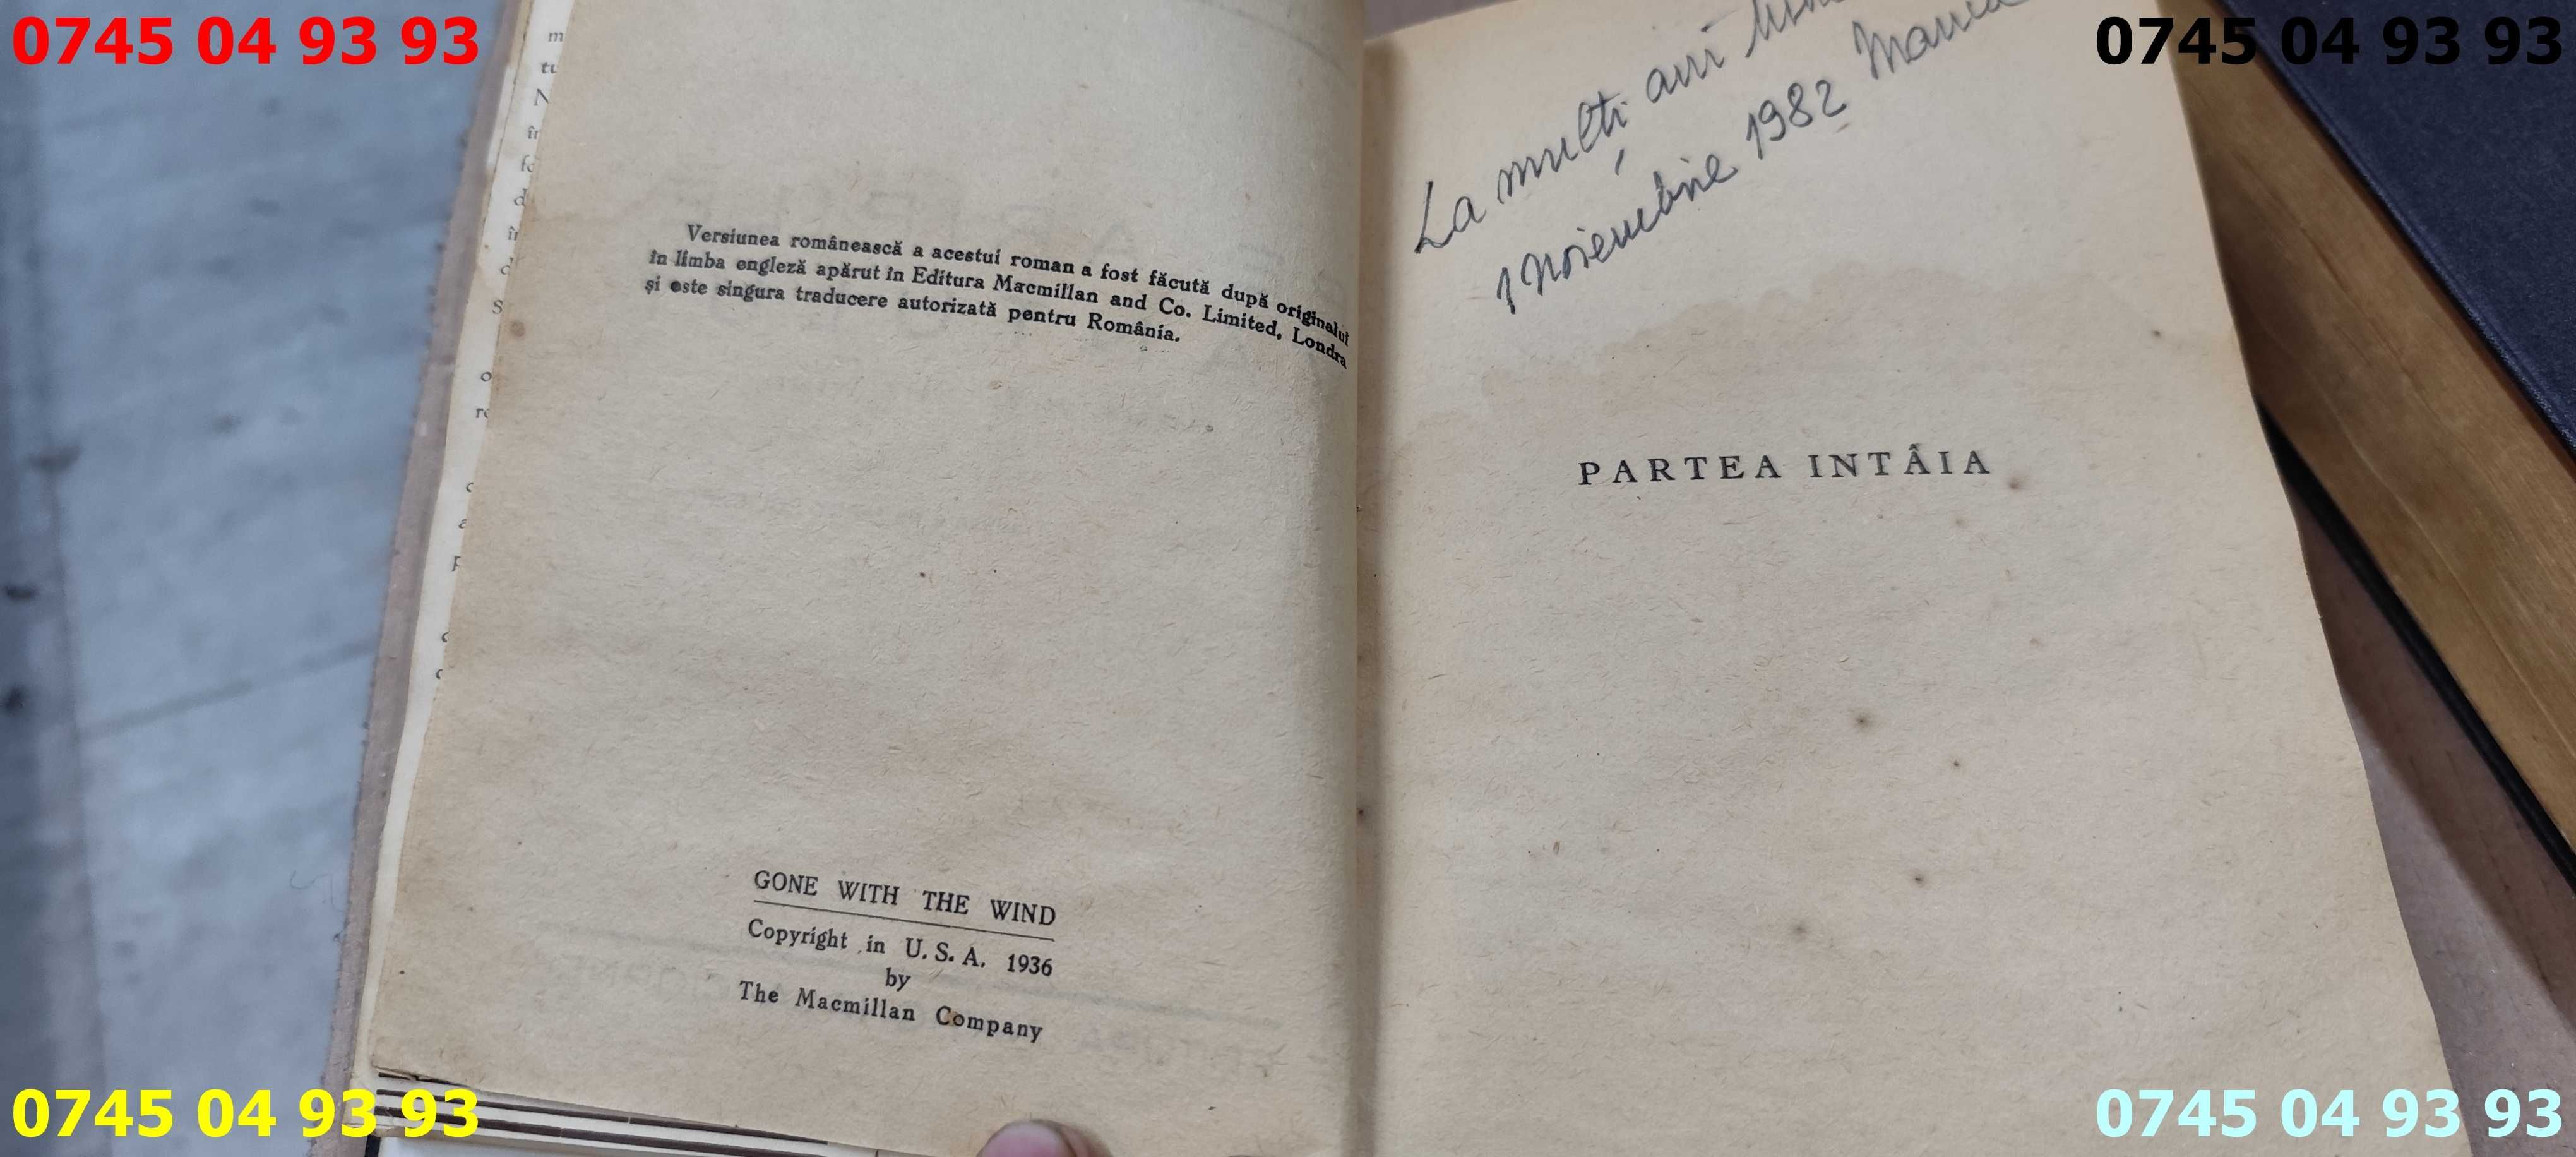 0745 04 93 93
0745 04 93 93
Versiunea românească a acestui roman a fost făcută după originalul
în limba engleză apărut în Editura Macmillan and Co. Limited, Londra
și este singura traducere autorizată pentru România.
GONE WITH THE WIND
Copyright in U. S. A. 1936
by
The Macmillan Company
La mulți ani
1 Noiembrie 1982
PARTEA INTÂIA
0745 04 93 93
0745 04 93 93